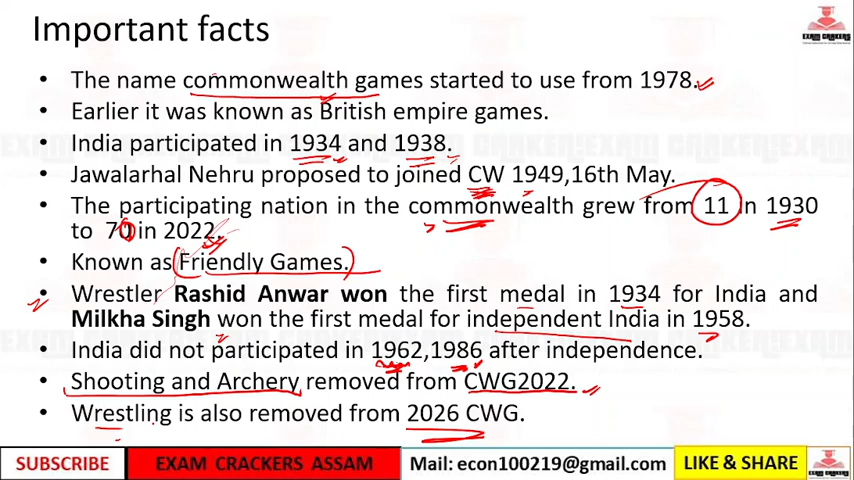 Important facts
EXAM CRACKERS
• The name commonwealth games started to use from 1978.
• Earlier it was known as British empire games.
• India participated in 1934 and 1938.
• Jawalarhal Nehru proposed to joined CW 1949,16th May.
• The participating nation in the commonwealth grew from 11 in 1930
to 70 in 2022.
• Known as Friendly Games.
• Wrestler Rashid Anwar won the first medal in 1934 for India and
Milkha Singh won the first medal for independent India in 1958.
• India did not participated in 1962,1986 after independence.
• Shooting and Archery removed from CWG2022.
• Wrestling is also removed from 2026 CWG.
SUBSCRIBE
EXAM CRACKERS ASSAM
Mail: econ100219@gmail.com
LIKE & SHARE
EXAM CRACKERS